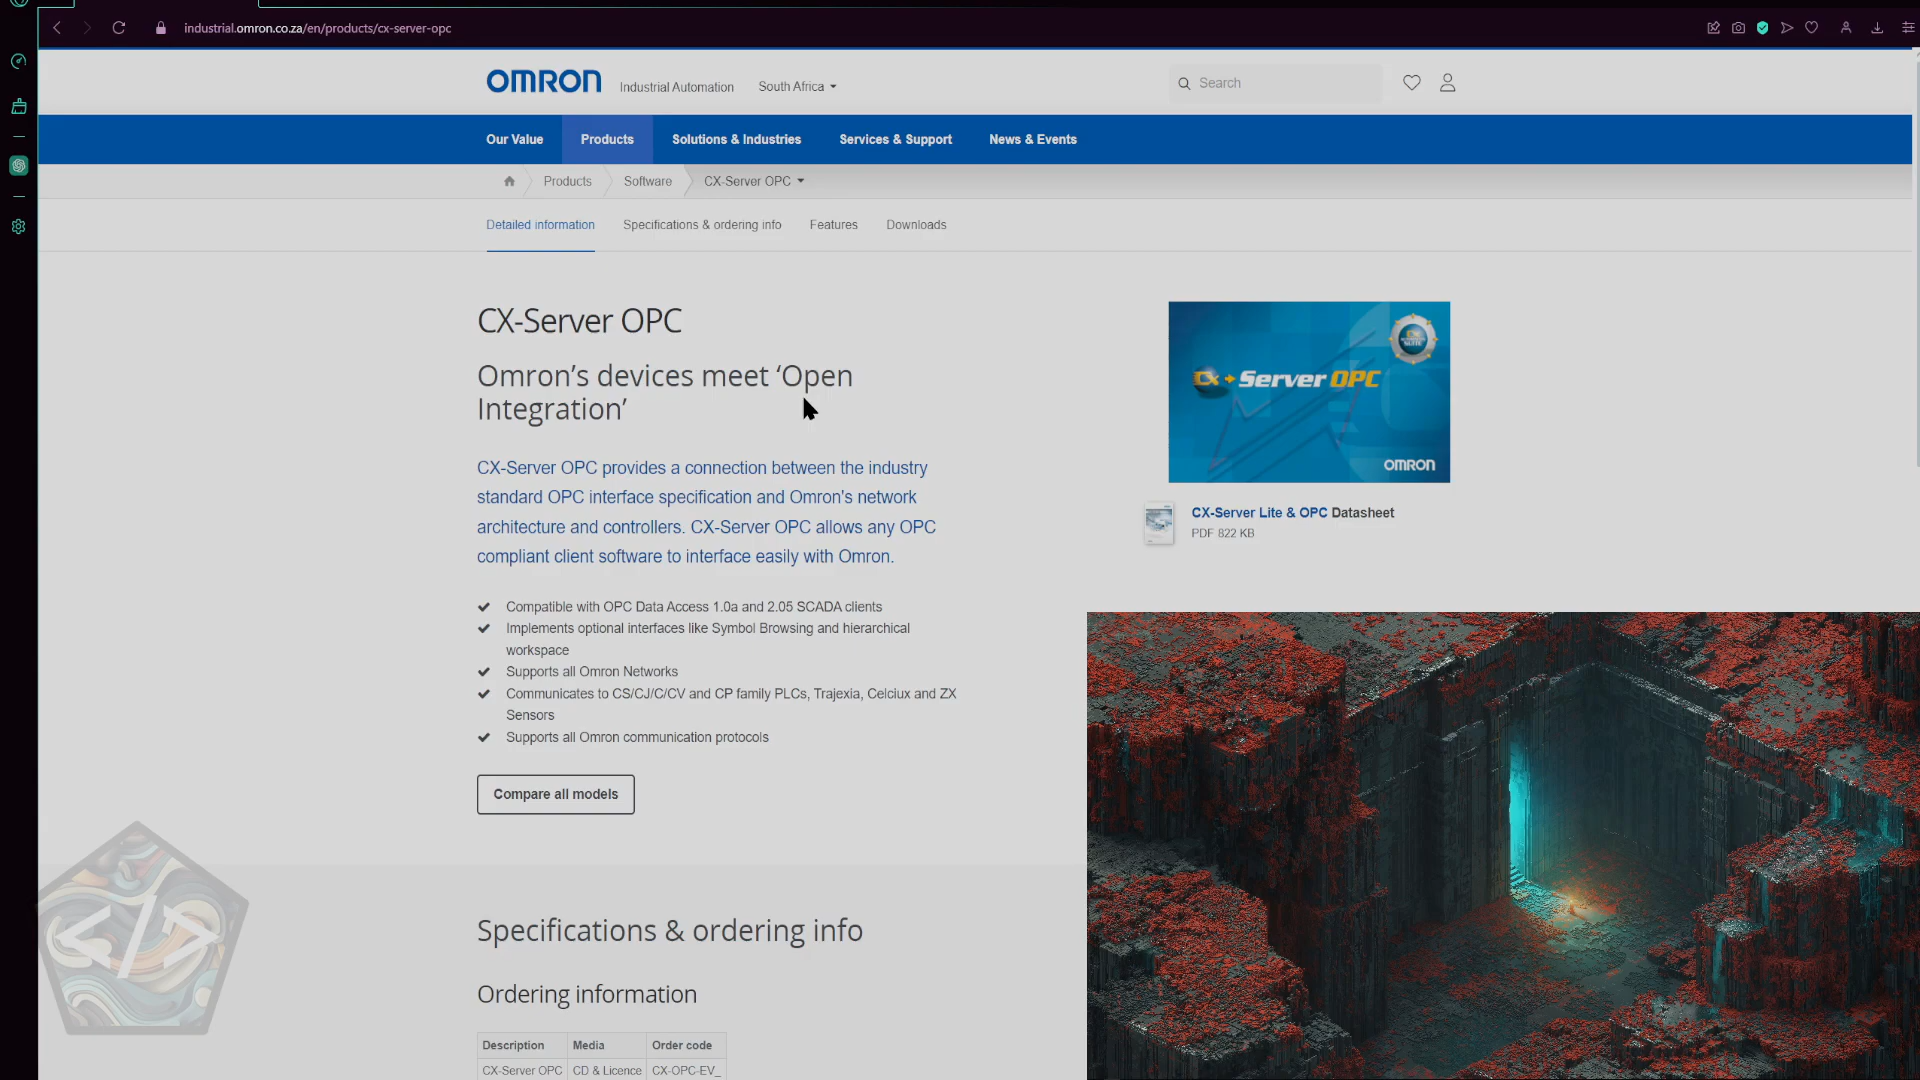 industrial.omron.co.za/en/products/cx-server-opc
OMRON Industrial Automation South Africa Search
Our Value Products Solutions & Industries Services & Support News & Events
Products Software CX-Server OPC
Detailed information Specifications & ordering info Features Downloads
CX-Server OPC
Omron's devices meet ‘Open
Integration’
CX-Server OPC provides a connection between the industry
standard OPC interface specification and Omron's network
architecture and controllers. CX-Server OPC allows any OPC
compliant client software to interface easily with Omron.
Compatible with OPC Data Access 1.0a and 2.05 SCADA clients
Implements optional interfaces like Symbol Browsing and hierarchical
workspace
Supports all Omron Networks
Communicates to CS/CJ/C/CV and CP family PLCs, Trajexia, Celciux and ZX
Sensors
Supports all Omron communication protocols
Compare all models
Cx Server OPC
OMRON
CX-Server Lite & OPC Datasheet
PDF 822 KB
</>
Specifications & ordering info
Ordering information
Description Media Order code
CX-Server OPC CD & Licence CX-OPC-EV_